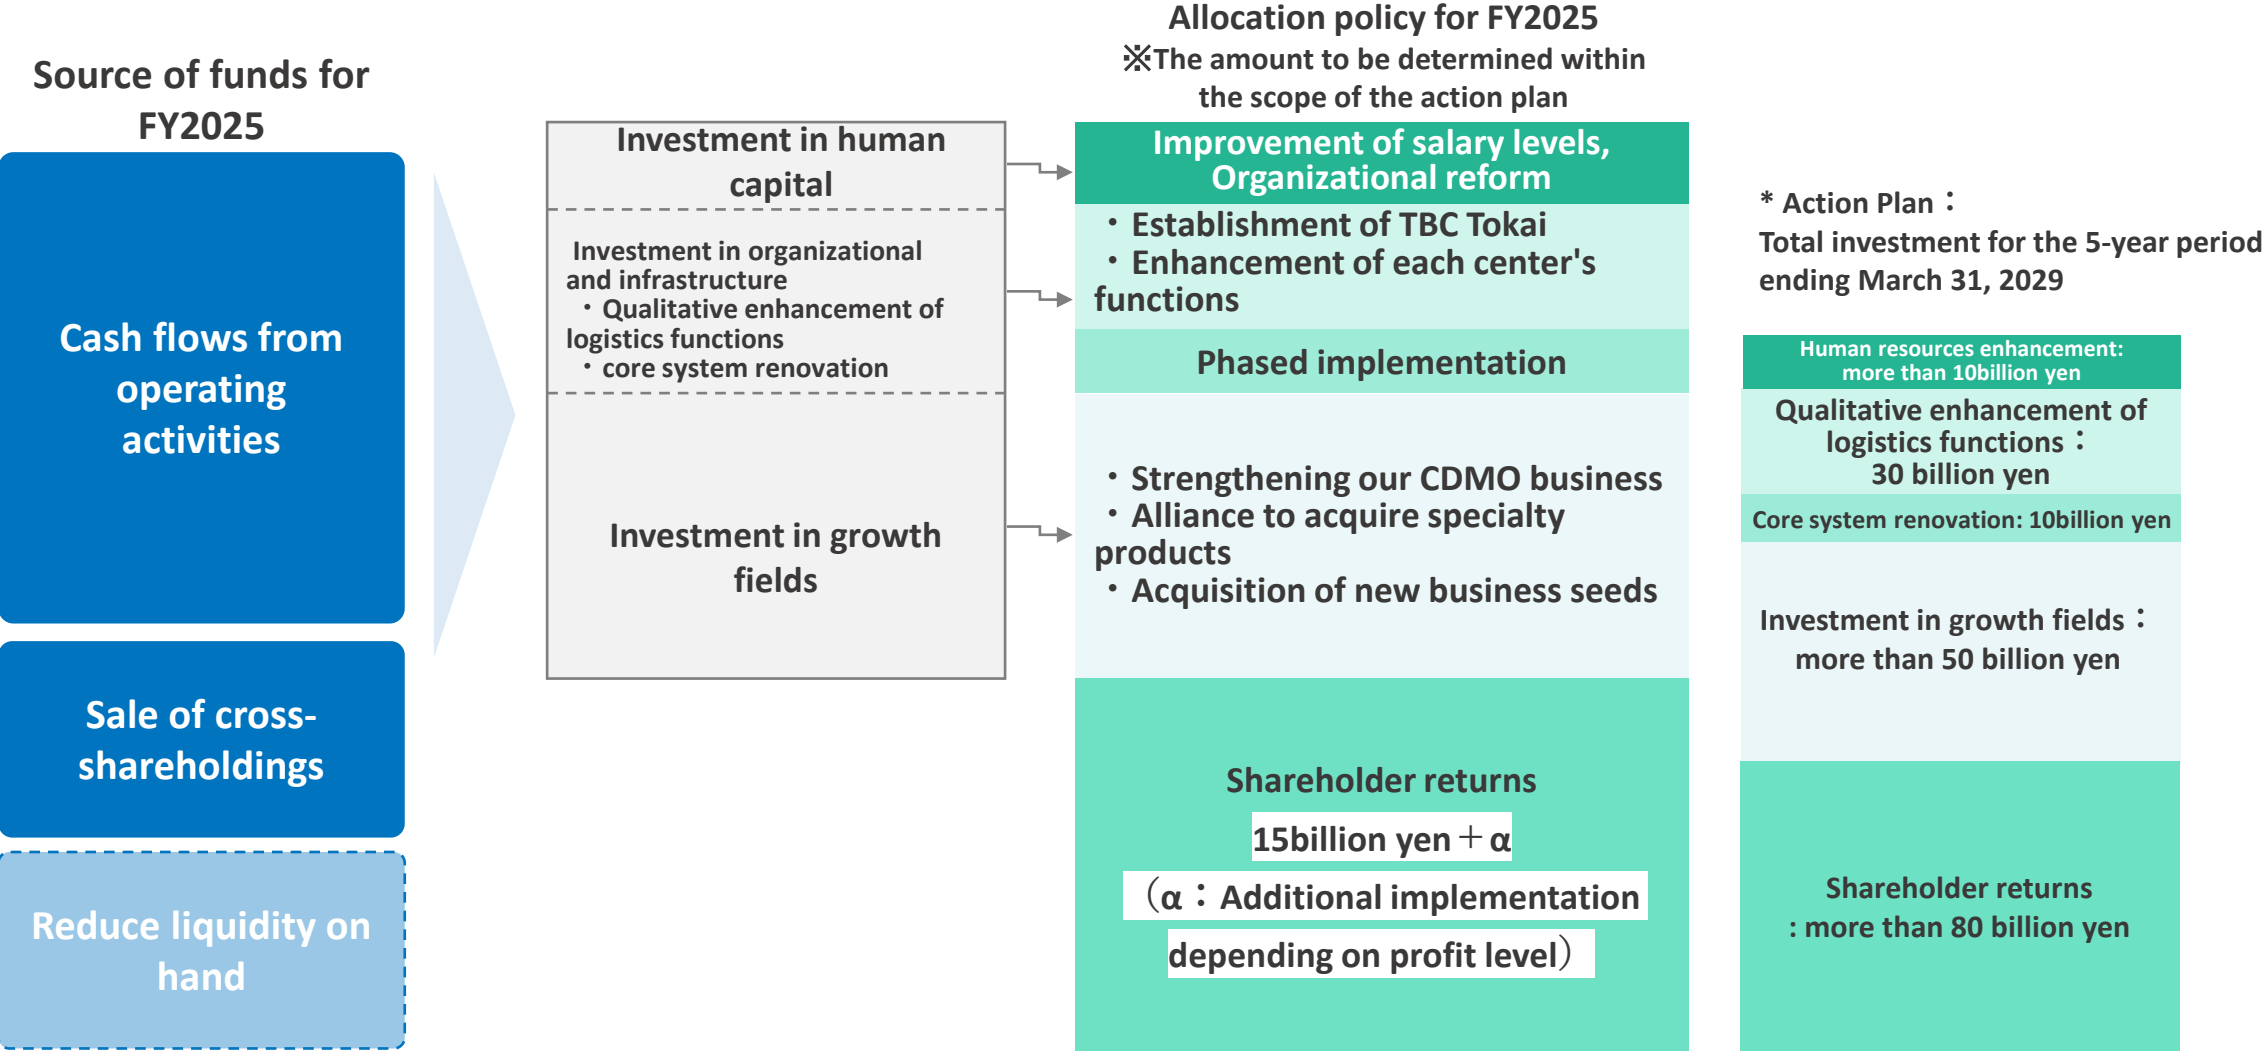 Source of funds for
FY2025
Cash flows from
operating
activities
Sale of cross-
shareholdings
Reduce liquidity on
hand
Investment in human
capital
Investment in organizational
and infrastructure
・Qualitative enhancement of
logistics functions
・core system renovation
Investment in growth
fields
Allocation policy for FY2025
※The amount to be determined within
the scope of the action plan
Improvement of salary levels,
Organizational reform
・Establishment of TBC Tokai
・Enhancement of each center's
functions
Phased implementation
・Strengthening our CDMO business
・Alliance to acquire specialty
products
・Acquisition of new business seeds
Shareholder returns
15billion yen＋α
（α：Additional implementation
depending on profit level）
* Action Plan：
Total investment for the 5-year period
ending March 31, 2029
Human resources enhancement:
more than 10billion yen
Qualitative enhancement of
logistics functions：
30 billion yen
Core system renovation: 10billion yen
Investment in growth fields：
more than 50 billion yen
Shareholder returns
: more than 80 billion yen